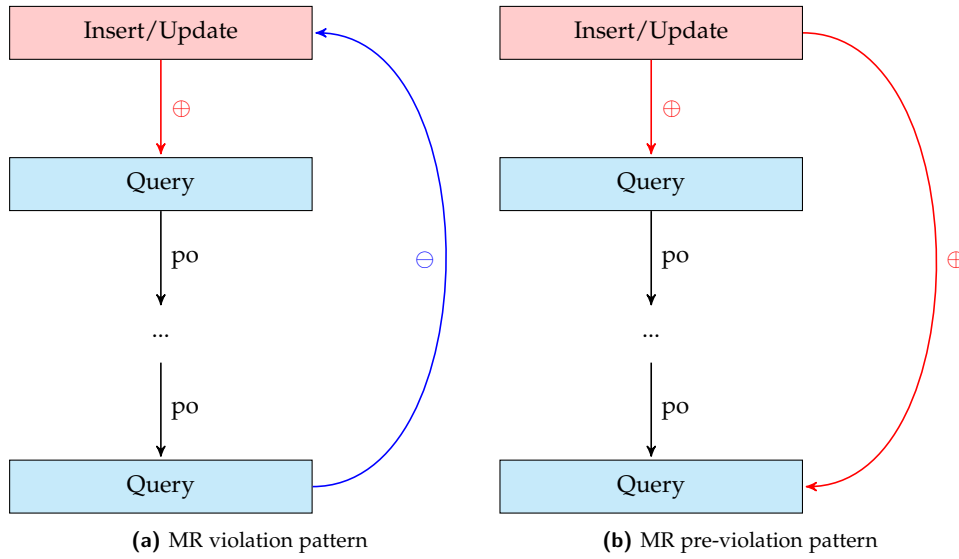 Insert/Update
⊕
Query
po
...
po
Query
⊖
(a) MR violation pattern
Insert/Update
⊕
Query
po
...
po
Query
⊕
(b) MR pre-violation pattern